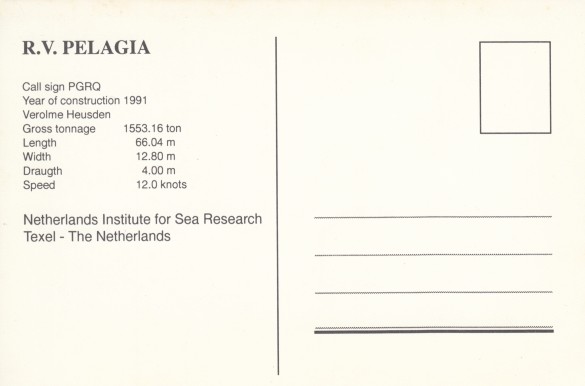 R.V. PELAGIA
Call sign PGRQ
Year of construction 1991
Verolme Heusden
Gross tonnage 1553.16 ton
Length 66.04 m
Width 12.80 m
Draugth 4.00 m
Speed 12.0 knots
Netherlands Institute for Sea Research
Texel - The Netherlands